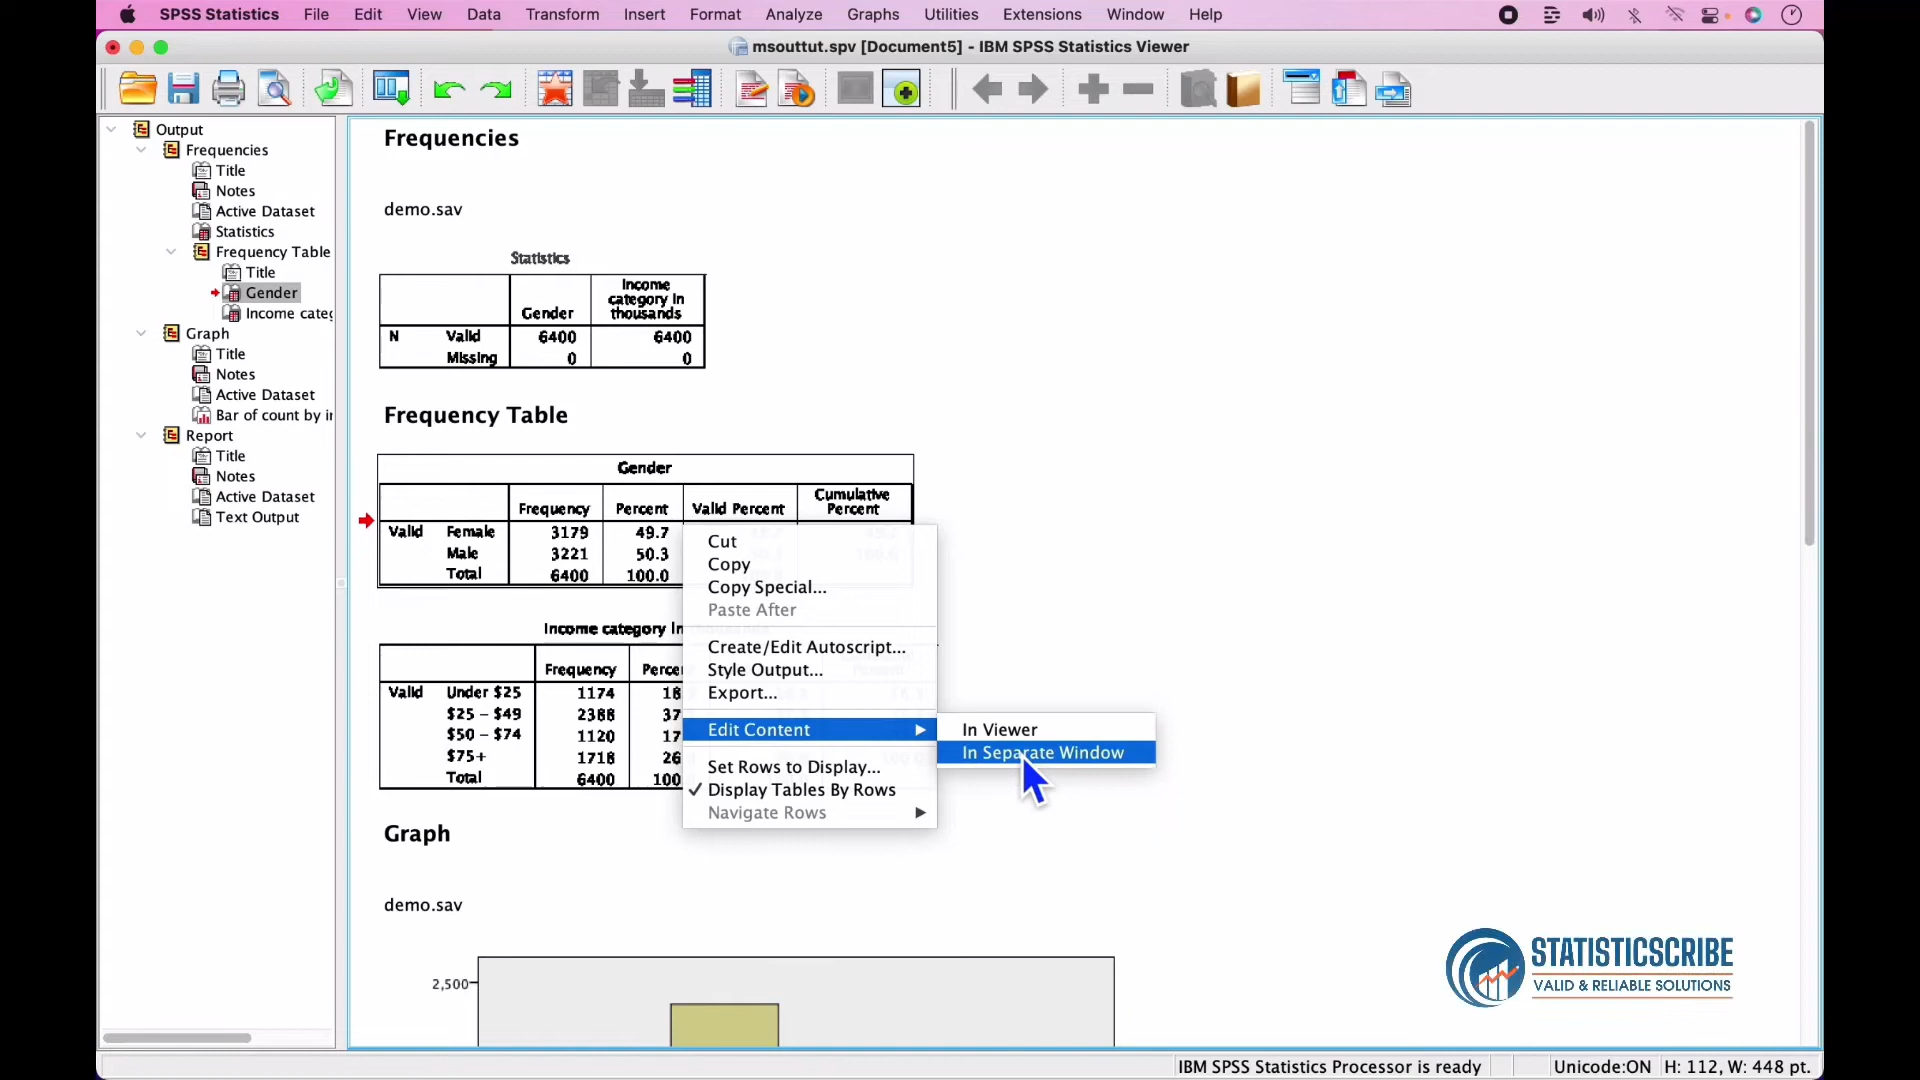 SPSS Statistics File Edit View Data Transform Insert Format Analyze Graphs Utilities Extensions Window Help
msouttut.spv [Document5] - IBM SPSS Statistics Viewer
Output
Frequencies
Title
Notes
Active Dataset
Statistics
Frequency Table
Title
Gender
Income categ
Graph
Title
Notes
Active Dataset
Bar of count by i
Report
Title
Notes
Active Dataset
Text Output
Frequencies
demo.sav
Statistics
Gender Income category in thousands
N Valid 6400 6400
Missing 0 0
Frequency Table
Gender
Frequency Percent Valid Percent Cumulative Percent
Valid Female 3179 49.7
Male 3221 50.3
Total 6400 100.0
Income category in
Frequency Percen
Valid Under $25 1174 18
$25 – $49 2388 37
$50 – $74 1120 17
$75+ 1718 26
Total 6400 100
Cut
Copy
Copy Special...
Paste After
Create/Edit Autoscript...
Style Output...
Export...
Edit Content
Set Rows to Display...
Display Tables By Rows
Navigate Rows
In Viewer
In Separate Window
Graph
demo.sav
2,500
STATISTICSCRIBE
VALID & RELIABLE SOLUTIONS
IBM SPSS Statistics Processor is ready Unicode:ON H: 112, W: 448 pt.